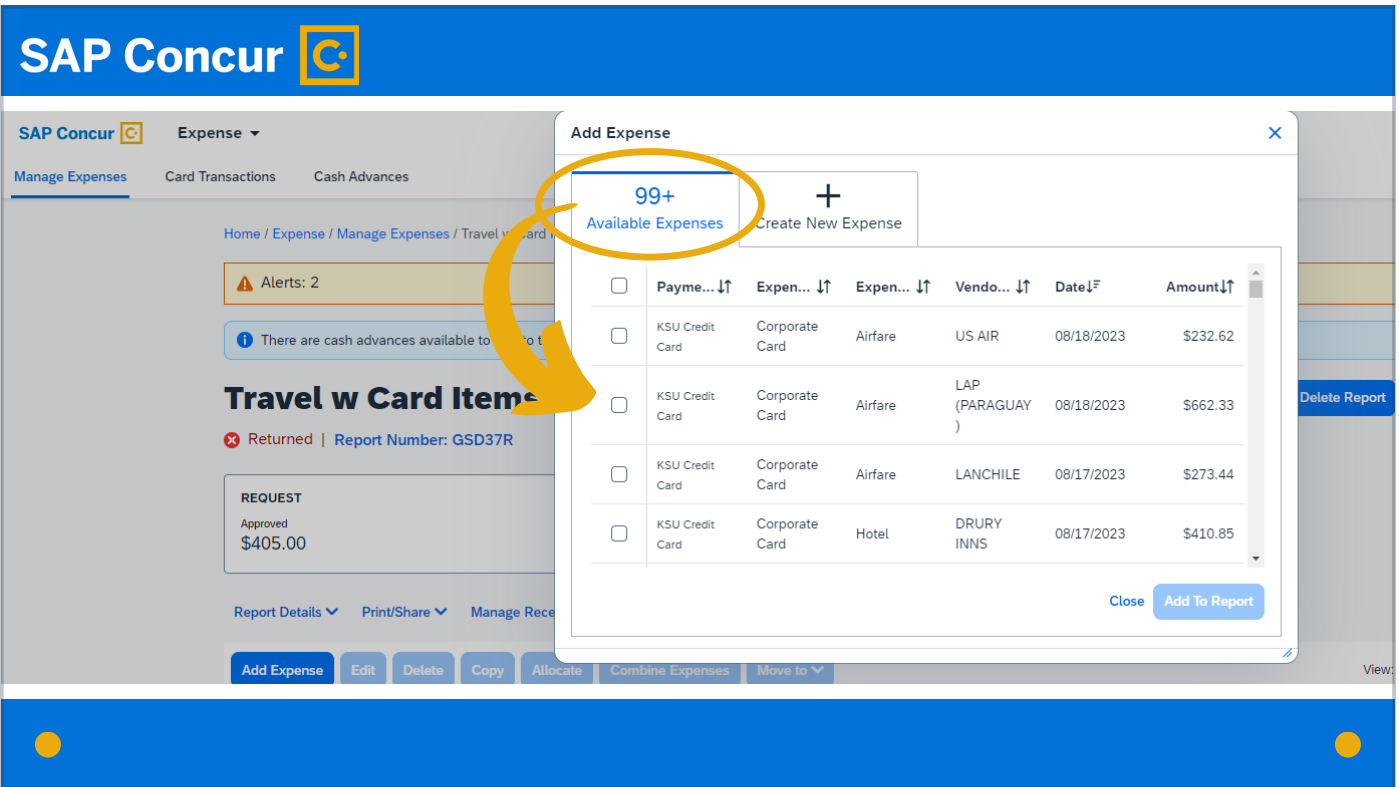 SAP Concur
SAP Concur
Expense
Manage Expenses
Card Transactions
Cash Advances
Home / Expense / Manage Expenses / Travel w
Alerts: 2
There are cash advances available to
Travel w Card Items
Returned | Report Number: GSD37R
REQUEST
Approved
$405.00
Report Details
Print/Share
Manage Rece
Add Expense
Edit
Delete
Copy
Allocate
Combine Expenses
Move to
View:
Delete Report
Add Expense
99+
Available Expenses
Create New Expense
Payme... Expen... Expen... Vendo... Date Amount
KSU Credit
Card
Corporate
Card
Airfare
US AIR
08/18/2023
$232.62
KSU Credit
Card
Corporate
Card
Airfare
LAP
(PARAGUAY
)
08/18/2023
$662.33
KSU Credit
Card
Corporate
Card
Airfare
LANCHILE
08/17/2023
$273.44
KSU Credit
Card
Corporate
Card
Hotel
DRURY
INNS
08/17/2023
$410.85
Close
Add To Report